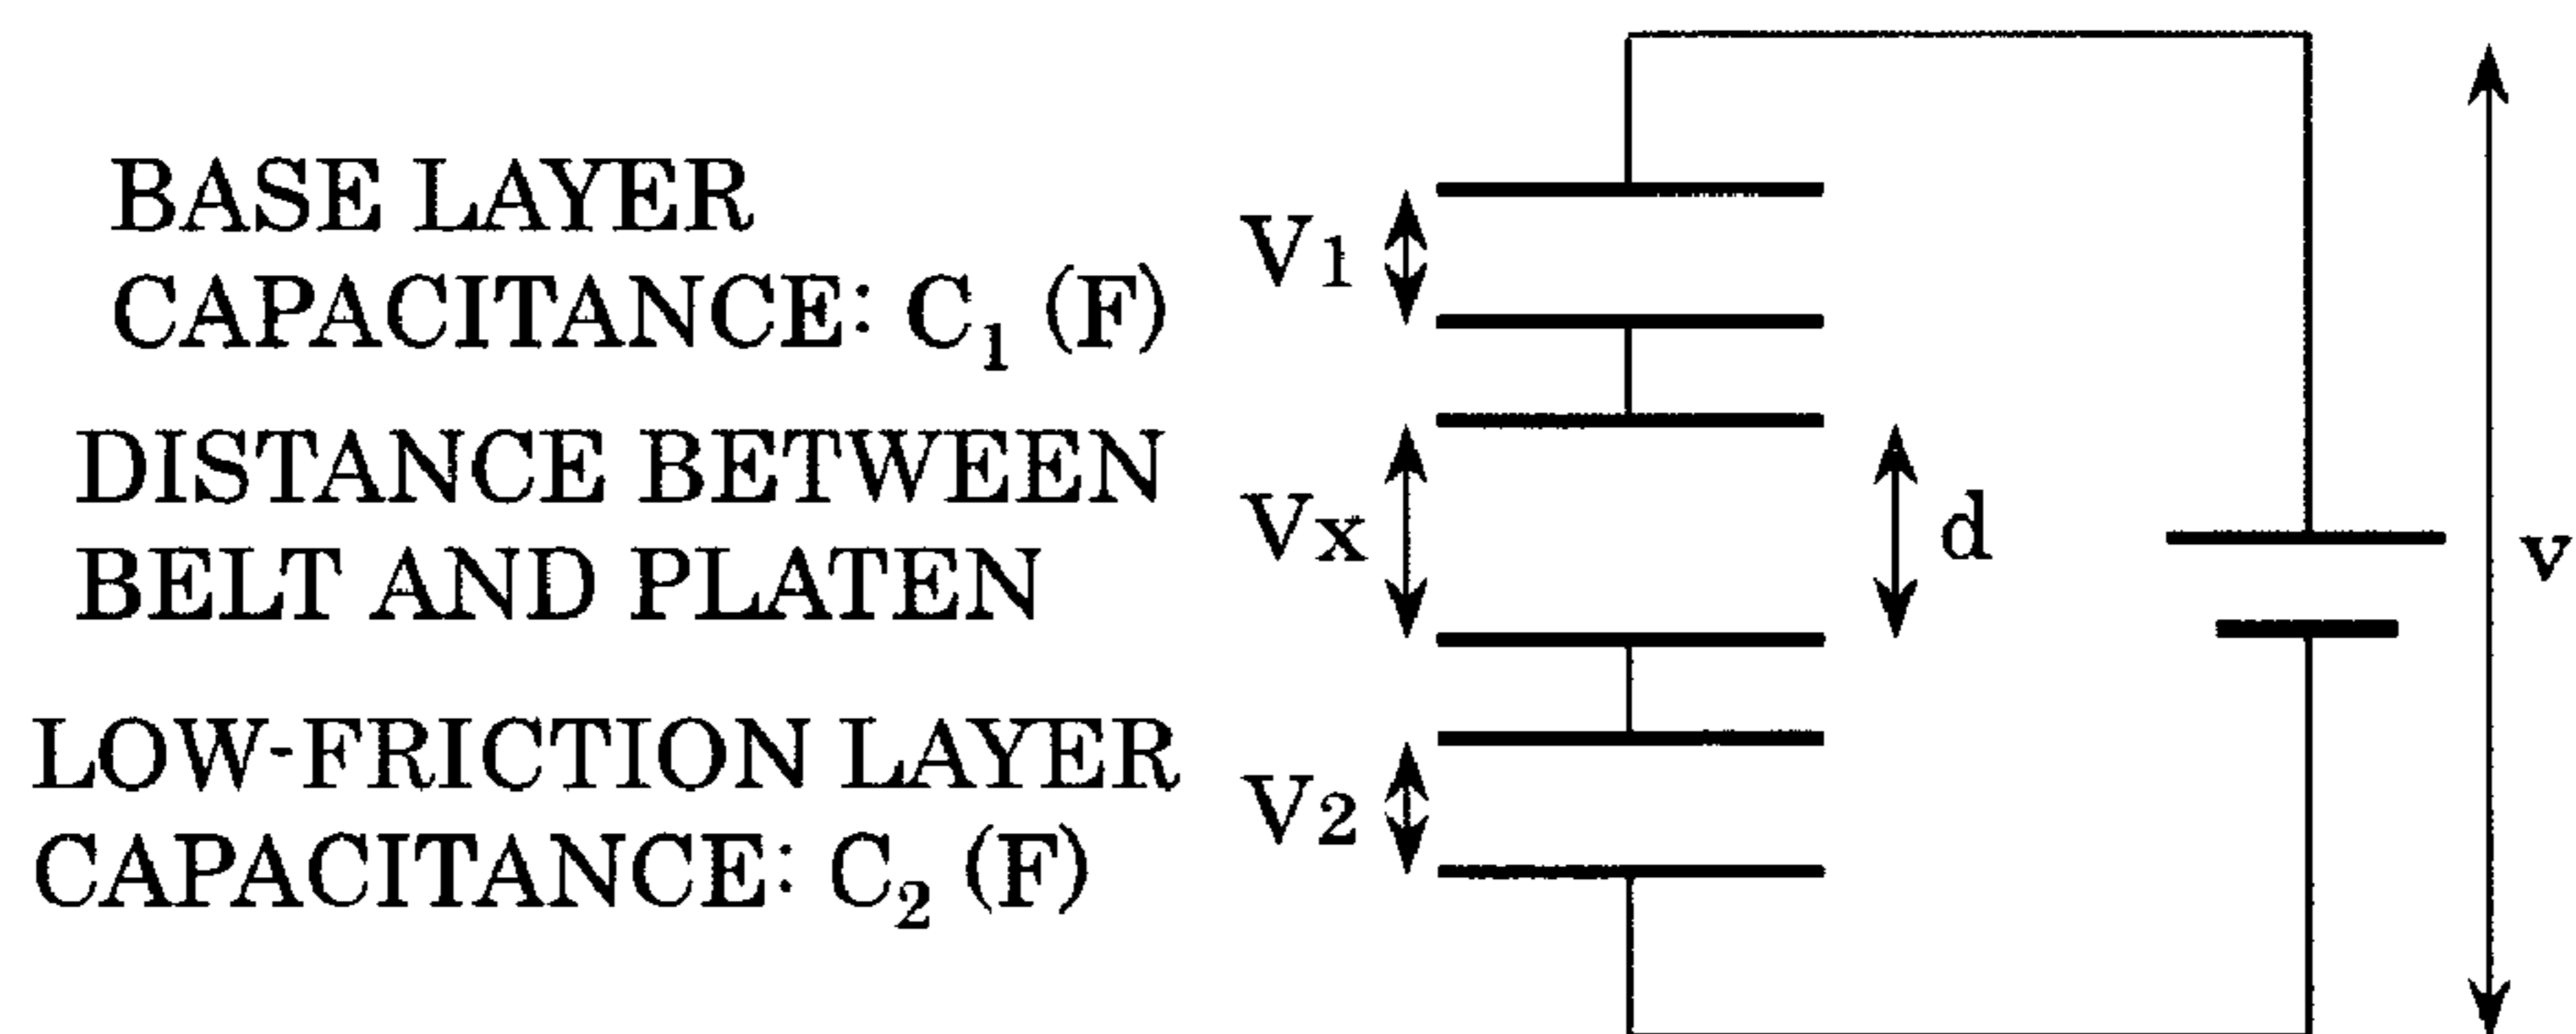 BASE LAYER
CAPACITANCE: C₁ (F)
V1
DISTANCE BETWEEN
BELT AND PLATEN
Vx
d
v
LOW-FRICTION LAYER
CAPACITANCE: C₂ (F)
V2